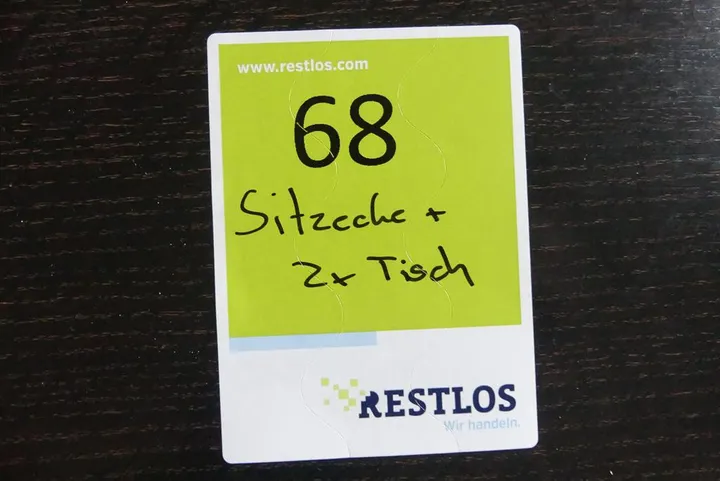 www.restlos.com
68
Sitzecke +
2x Tisch
RESTLOS
Wir handeln.